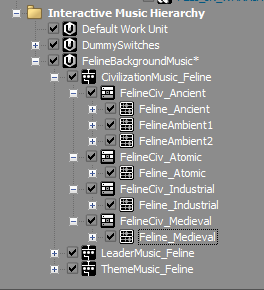 Interactive Music Hierarchy
Default Work Unit
DummySwitches
FelineBackgroundMusic*
CivilizationMusic_Feline
FelineCiv_Ancient
Feline_Ancient
FelineAmbient1
FelineAmbient2
FelineCiv_Atomic
Feline_Atomic
FelineCiv_Industrial
Feline_Industrial
FelineCiv_Medieval
Feline_Medieval
LeaderMusic_Feline
ThemeMusic_Feline